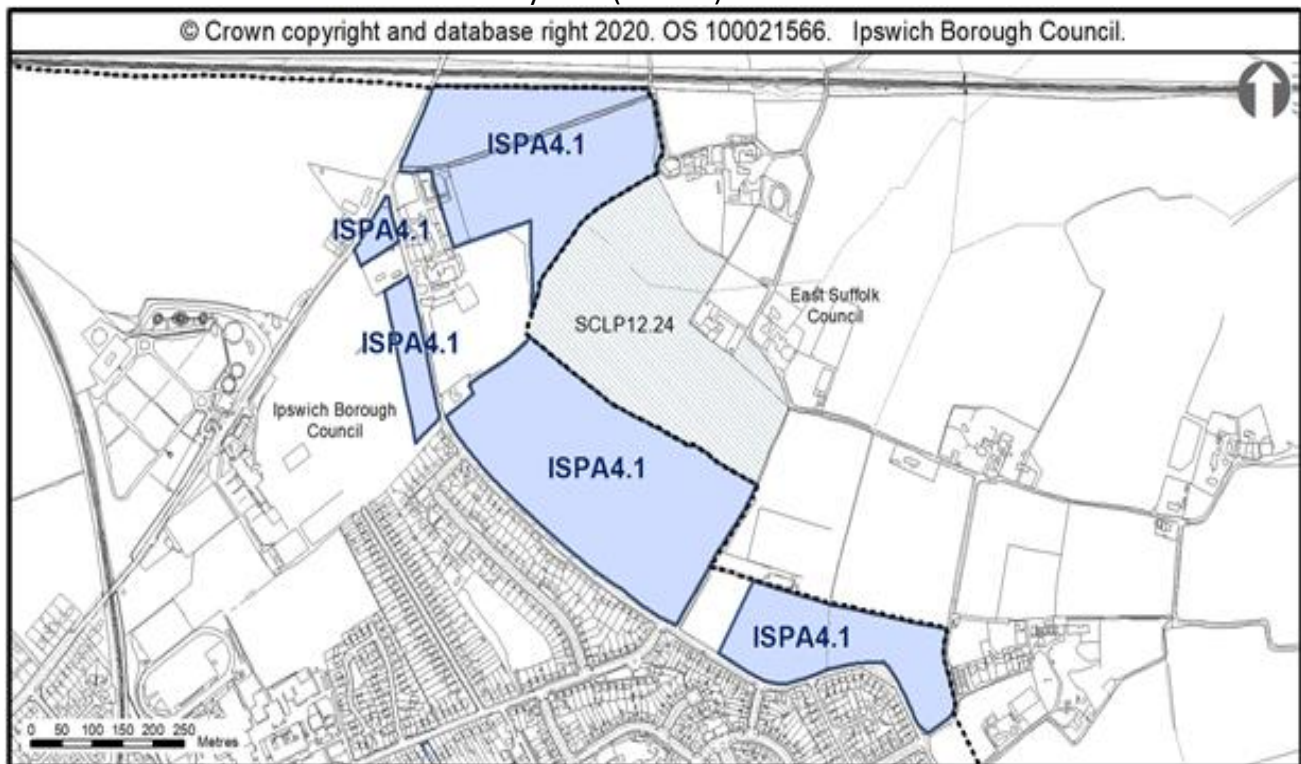 © Crown copyright and database right 2020. OS 100021566. Ipswich Borough Council.
ISPA4.1
ISPA4.1
East Suffolk
Council
SCLP12.24
ISPA4.1
Ipswich Borough
Council
ISPA4.1
ISPA4.1
0 50 100 150 200 250
Metres